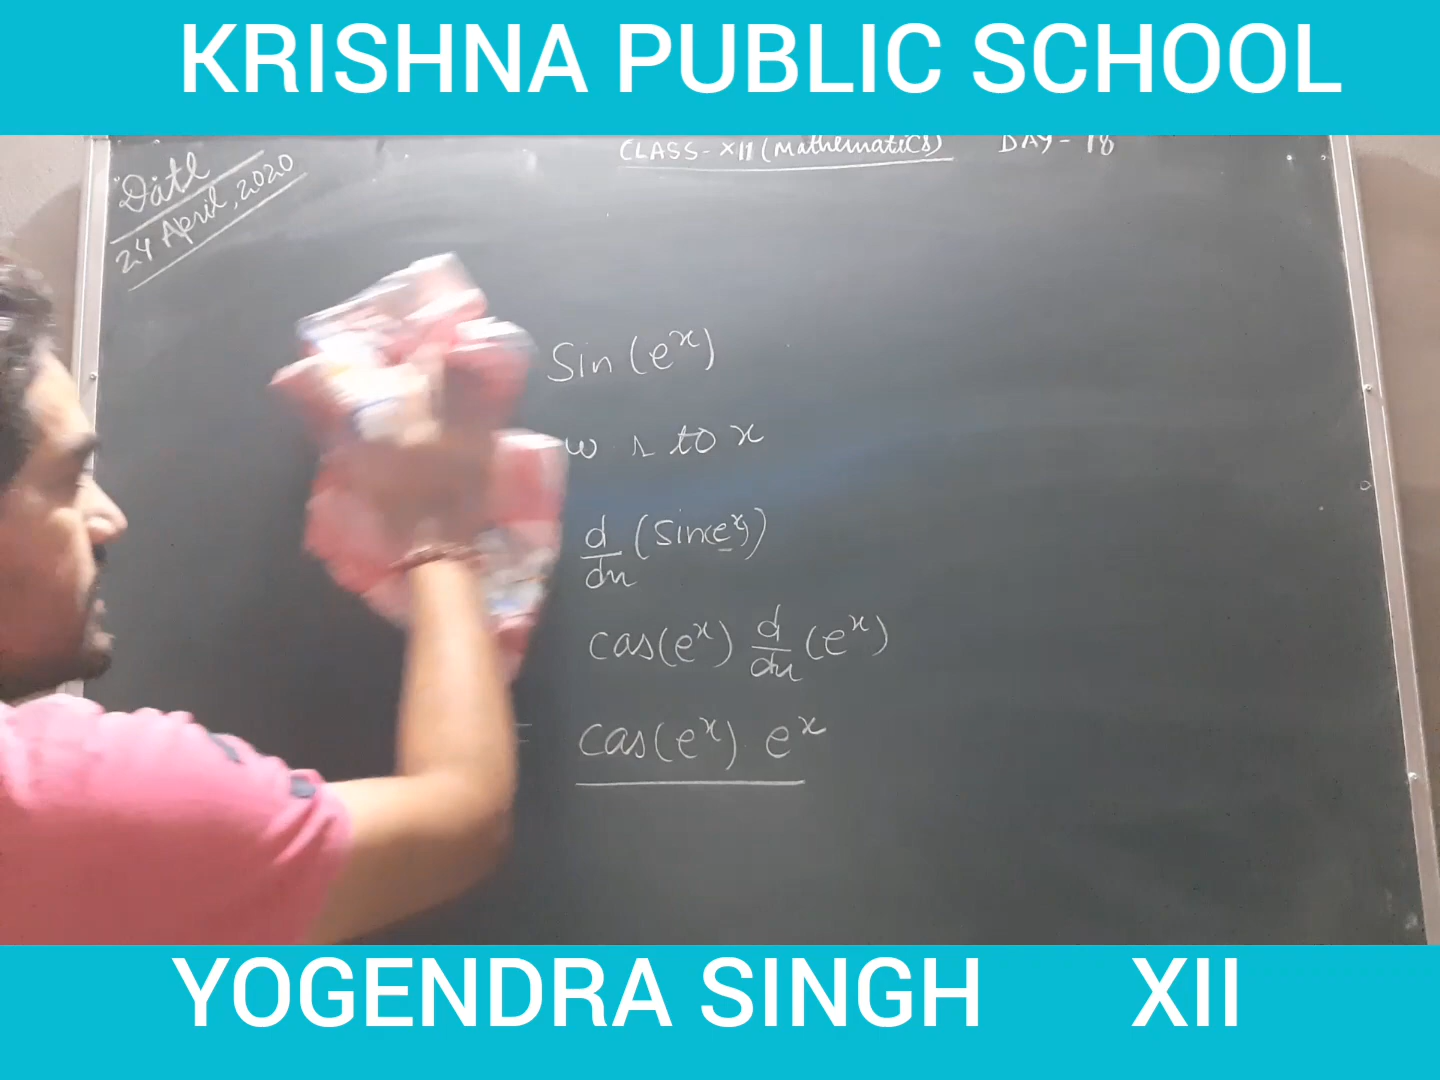 KRISHNA PUBLIC SCHOOL
CLASS-XII (Mathematics) DAY - 18
Date
24 April, 2020
Sin (e^x)
w r to x
d/dx (sin(e^x))
cos(e^x) d/dx (e^x)
= cos(e^x) . e^x
YOGENDRA SINGH XII